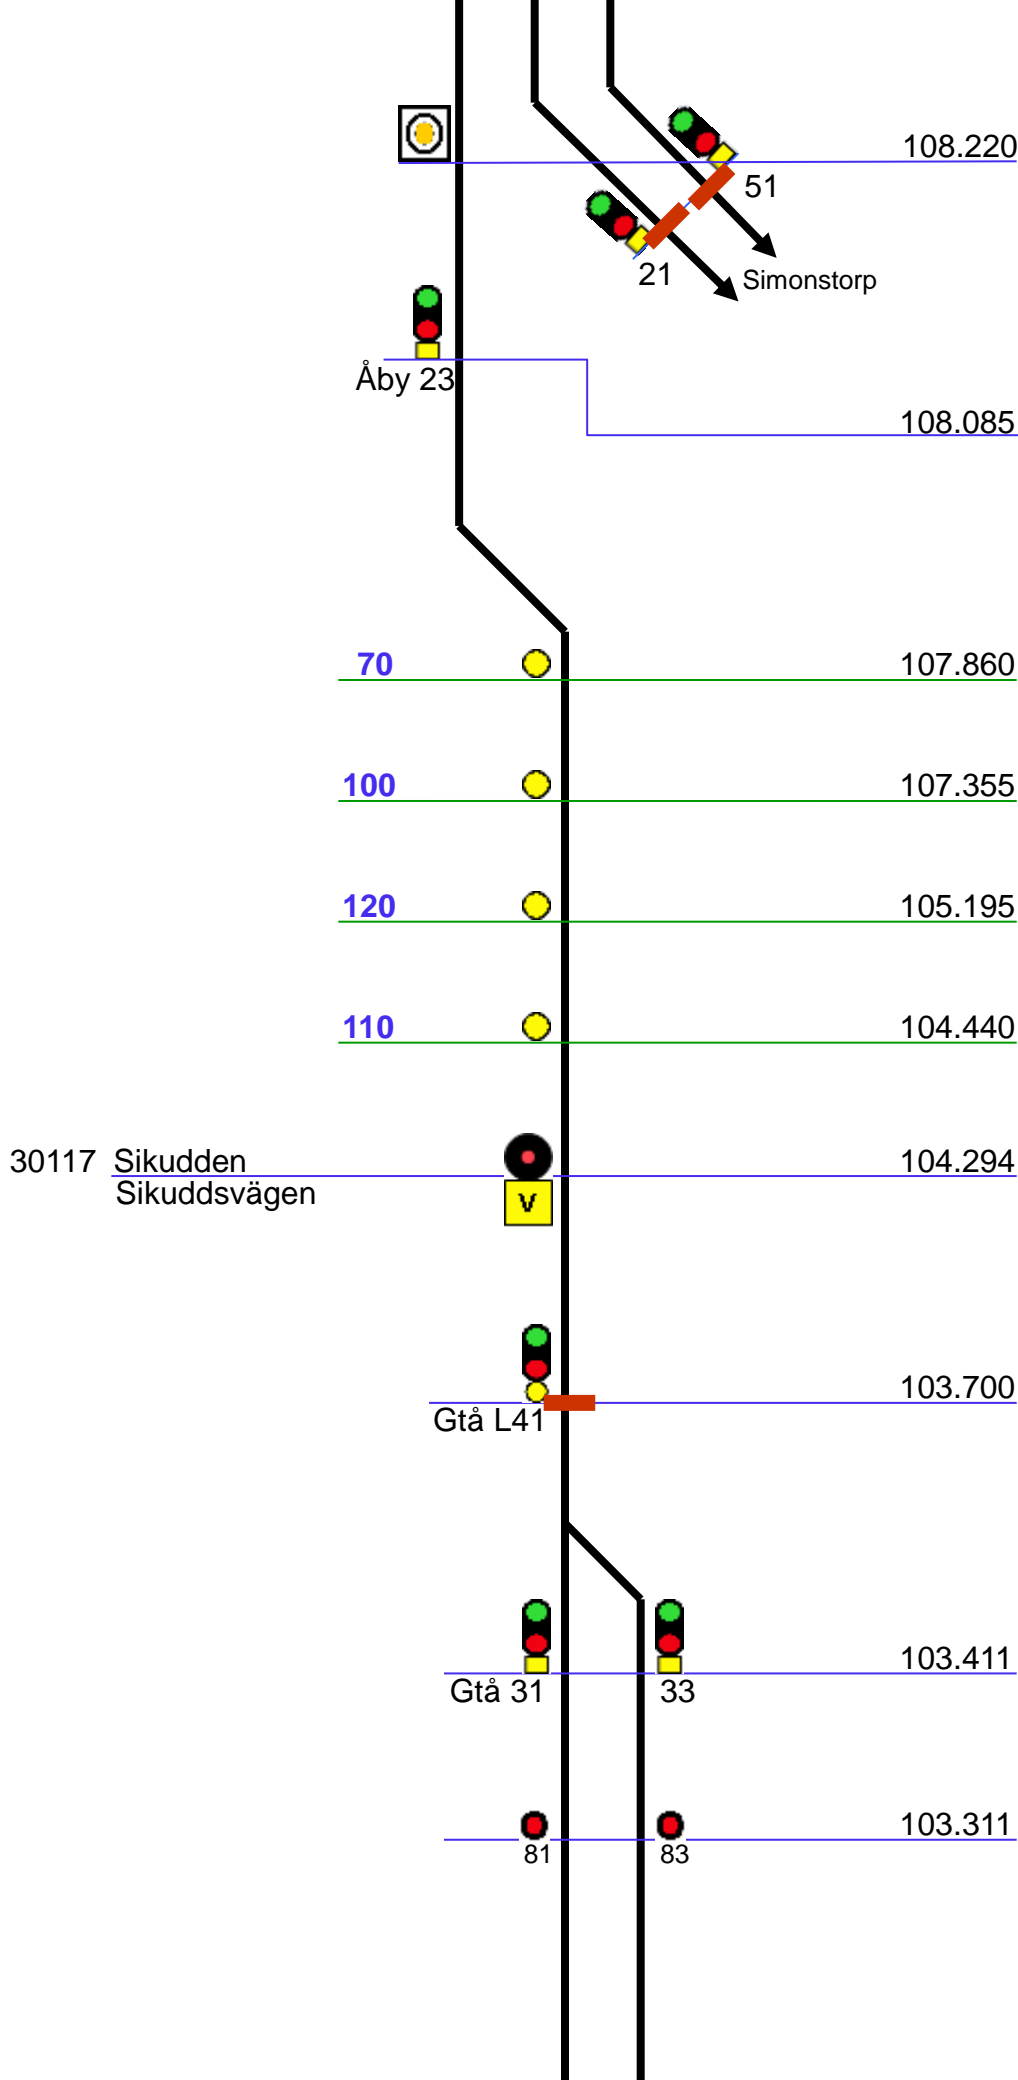 108.220
51
21
Simonstorp
Åby 23
108.085
70 107.860
100 107.355
120 105.195
110 104.440
30117 Sikudden 104.294
Sikuddsvägen
V
103.700
Gtå L41
103.411
Gtå 31 33
103.311
81 83